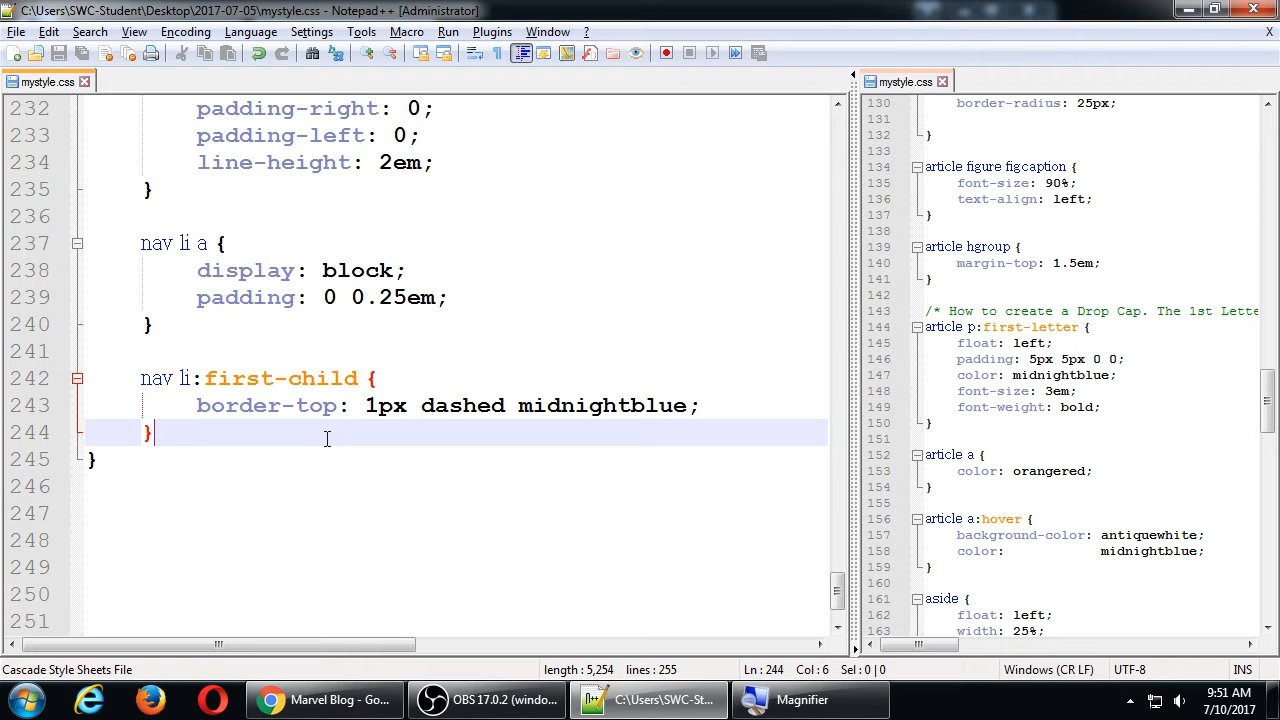 C:\Users\SWC-Student\Desktop\2017-07-05\mystyle.css - Notepad++ [Administrator]
File Edit Search View Encoding Language Settings Tools Macro Run Plugins Window ? X
mystyle.css
232 padding-right: 0;
233 padding-left: 0;
234 line-height: 2em;
235 }
236
237 nav li a {
238 display: block;
239 padding: 0 0.25em;
240 }
241
242 nav li:first-child {
243 border-top: 1px dashed midnightblue;
244 }
245 }
246
247
248
249
250
251
mystyle.css
130 border-radius: 25px;
131
132 }
133
134 article figure figcaption {
135 font-size: 90%;
136 text-align: left;
137 }
138
139 article hgroup {
140 margin-top: 1.5em;
141 }
142
143 /* How to create a Drop Cap. The 1st Lette
144 article p:first-letter {
145 float: left;
146 padding: 5px 5px 0 0;
147 color: midnightblue;
148 font-size: 3em;
149 font-weight: bold;
150 }
151
152 article a {
153 color: orangered;
154 }
155
156 article a:hover {
157 background-color: antiquewhite;
158 color: midnightblue;
159 }
160
161 aside {
162 float: left;
163 width: 25%;
Cascade Style Sheets File length : 5,254 lines : 255 Ln : 244 Col : 6 Sel : 0 | 0 Windows (CR LF) UTF-8 INS
Marvel Blog - Go...
OBS 17.0.2 (windo...
C:\Users\SWC-St...
Magnifier
9:51 AM
7/10/2017